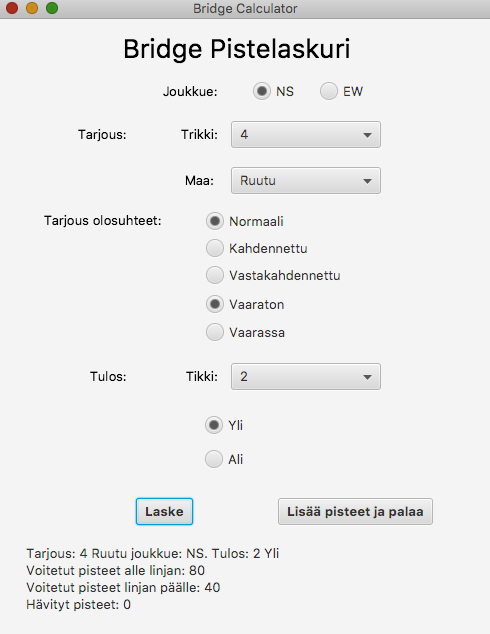 Bridge Calculator
Bridge Pistelaskuri
Joukkue: NS EW
Tarjous: Trikki: 4
Maa: Ruutu
Tarjous olosuhteet: Normaali
Kahdennettu
Vastakahdennettu
Vaaraton
Vaarassa
Tulos: Tikki: 2
Yli
Ali
Laske Lisää pisteet ja palaa
Tarjous: 4 Ruutu joukkue: NS. Tulos: 2 Yli
Voitetut pisteet alle linjan: 80
Voitetut pisteet linjan päälle: 40
Hävityt pisteet: 0